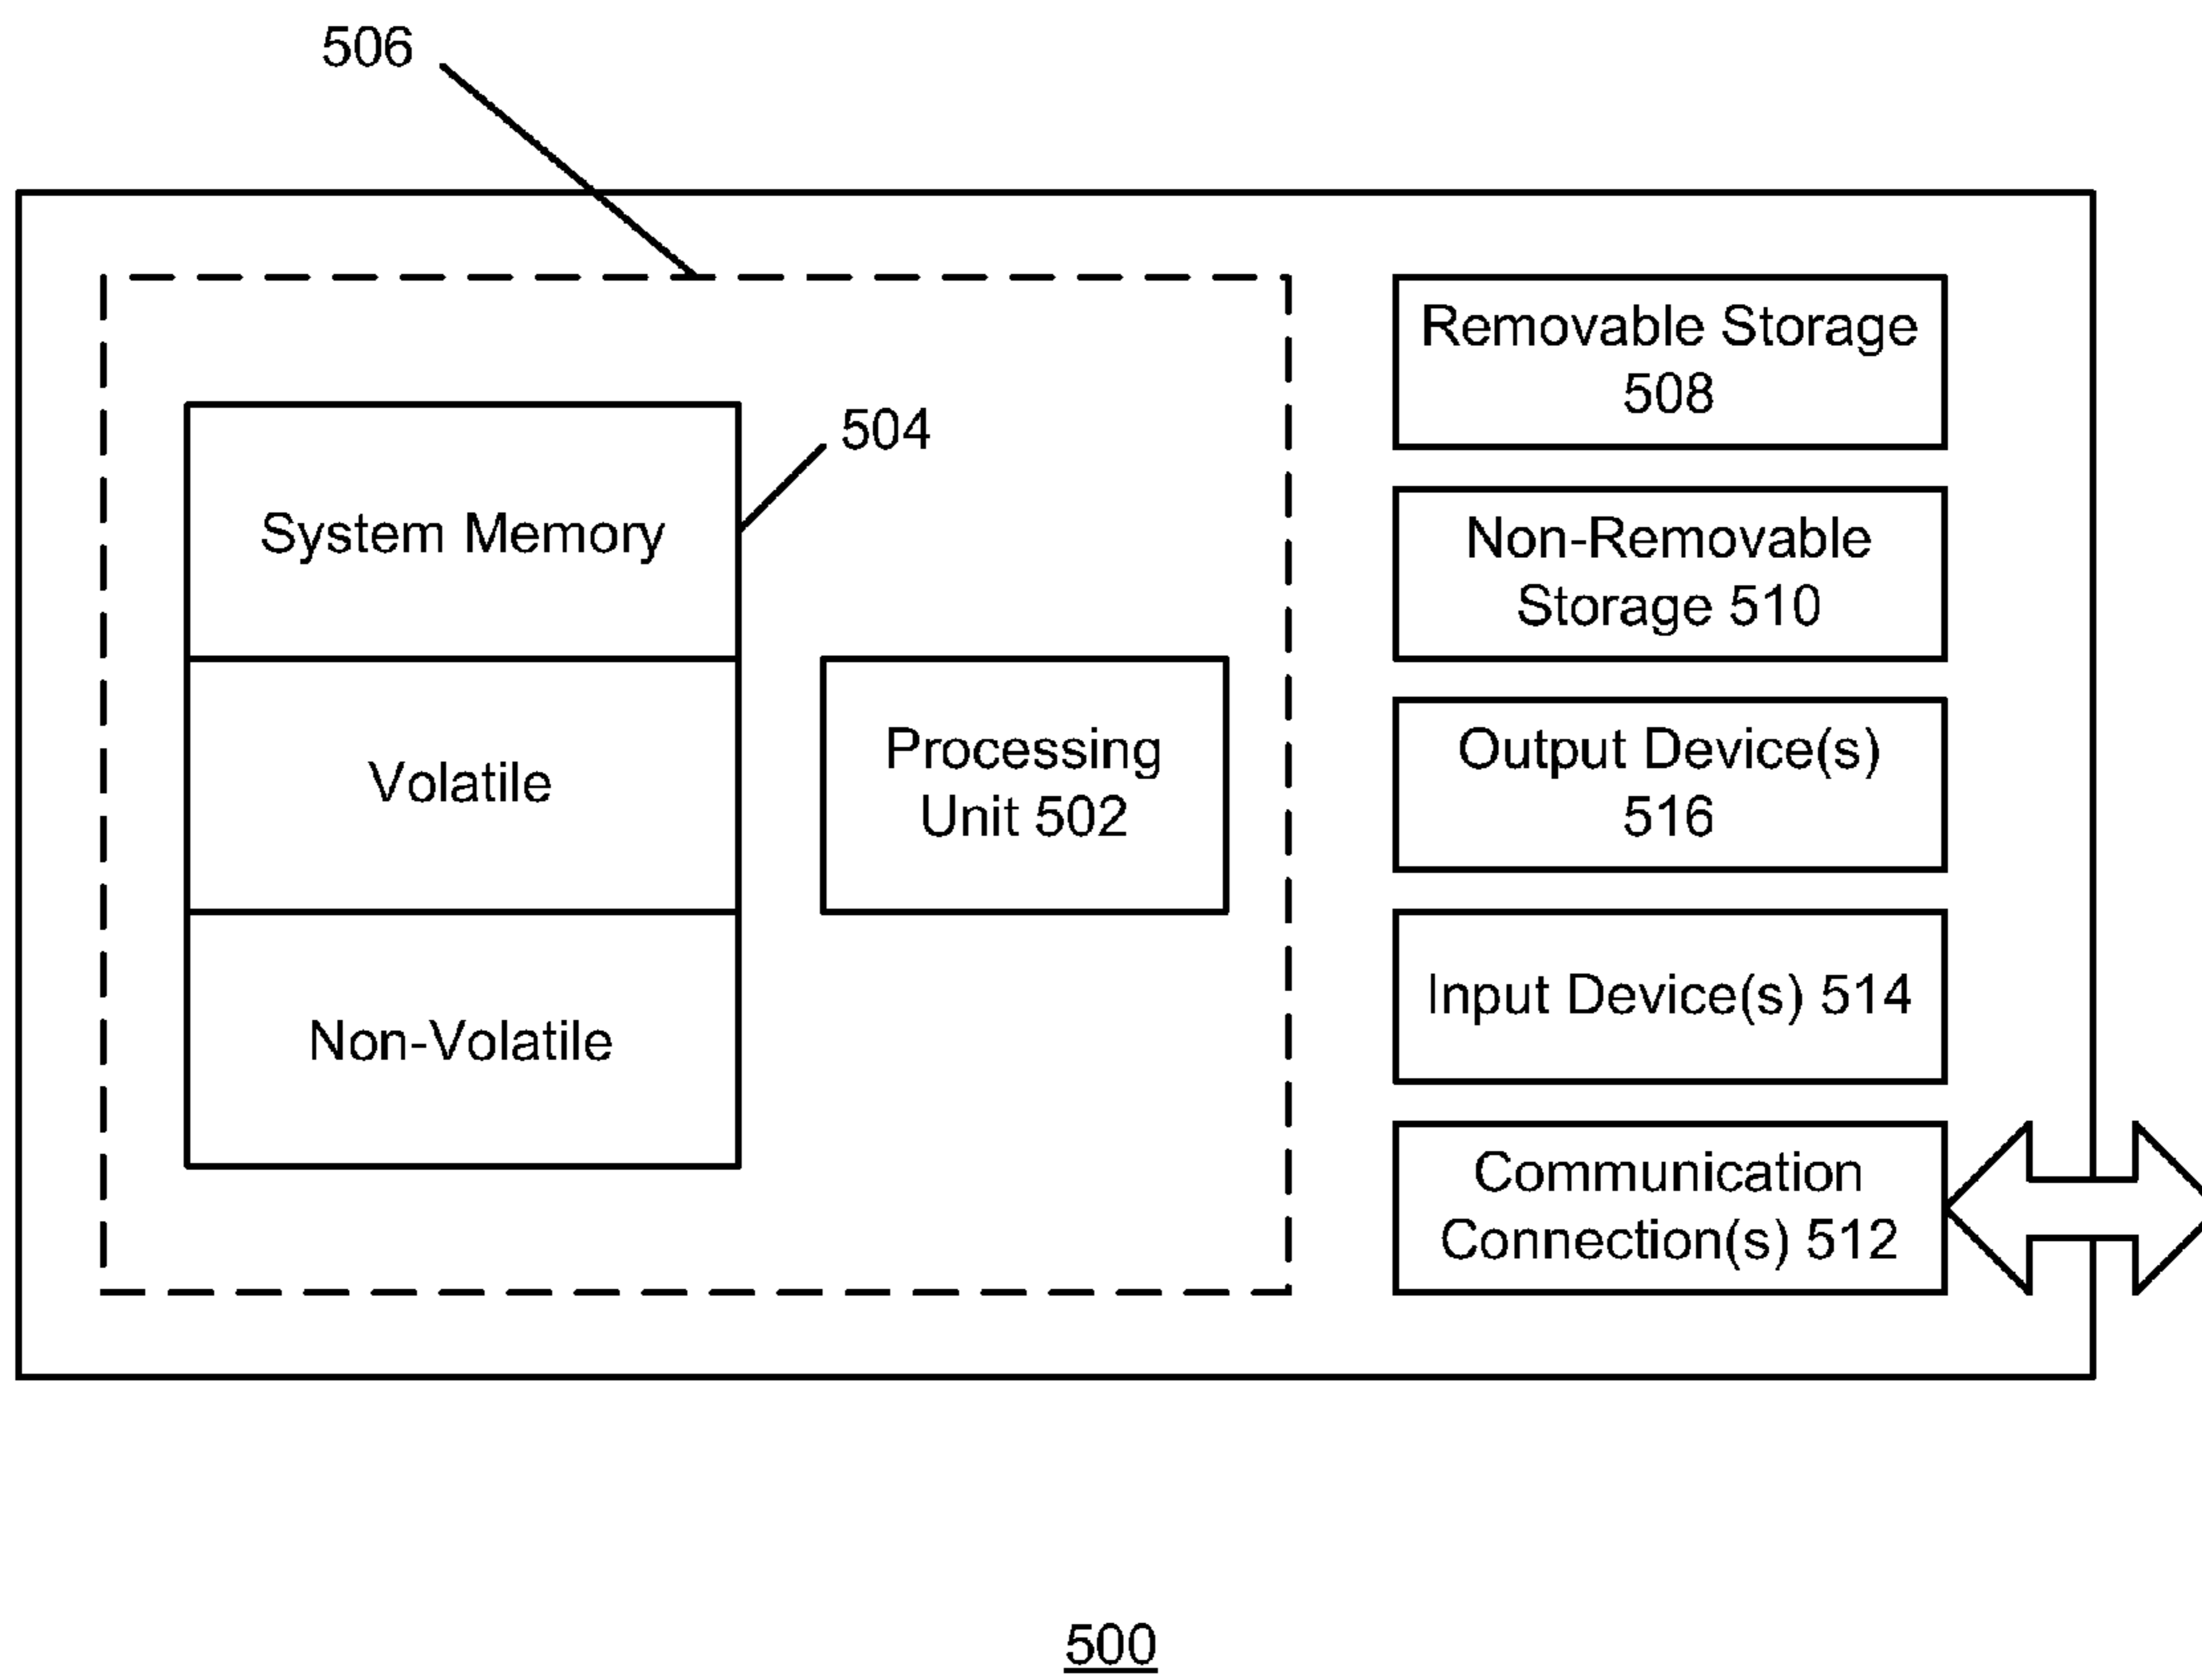 506
504
System Memory
Volatile
Non-Volatile
Processing
Unit 502
Removable Storage
508
Non-Removable
Storage 510
Output Device(s)
516
Input Device(s) 514
Communication
Connection(s) 512
500